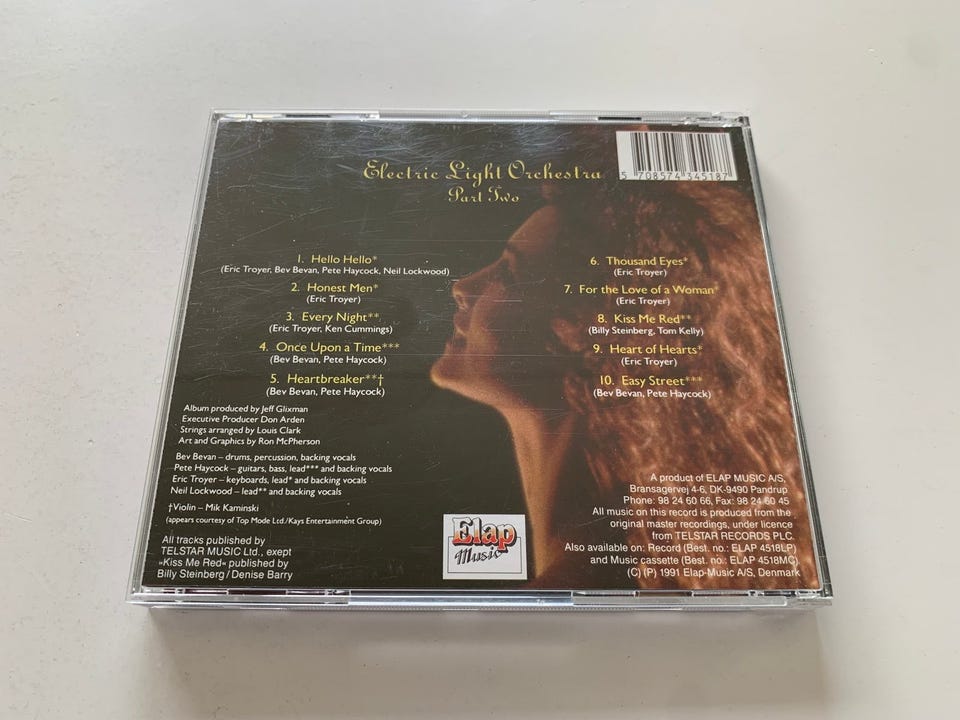 Electric Light Orchestra
Part Two
5 708574 345187
1. Hello Hello*
(Eric Troyer, Bev Bevan, Pete Haycock, Neil Lockwood)
2. Honest Men*
(Eric Troyer)
3. Every Night**
(Eric Troyer, Ken Cummings)
4. Once Upon a Time***
(Bev Bevan, Pete Haycock)
5. Heartbreaker**†
(Bev Bevan, Pete Haycock)
6. Thousand Eyes*
(Eric Troyer)
7. For the Love of a Woman*
(Eric Troyer)
8. Kiss Me Red**
(Billy Steinberg, Tom Kelly)
9. Heart of Hearts*
(Eric Troyer)
10. Easy Street***
(Bev Bevan, Pete Haycock)
Album produced by Jeff Glixman
Executive Producer Don Arden
Strings arranged by Louis Clark
Art and Graphics by Ron McPherson
Bev Bevan – drums, percussion, backing vocals
Pete Haycock – guitars, bass, lead*** and backing vocals
Eric Troyer – keyboards, lead* and backing vocals
Neil Lockwood – lead** and backing vocals
†Violin – Mik Kaminski
(appears courtesy of Top Mode Ltd./Kays Entertainment Group)
All tracks published by
TELSTAR MUSIC Ltd., exept
»Kiss Me Red« published by
Billy Steinberg/Denise Barry
Elap
Music
A product of ELAP MUSIC A/S,
Bransagervej 4-6, DK-9490 Pandrup
Phone: 98 24 60 66, Fax: 98 24 60 45
All music on this record is produced from the
original master recordings, under licence
from TELSTAR RECORDS PLC.
Also available on: Record (Best. no.: ELAP 4518LP)
and Music cassette (Best. no.: ELAP 4518MC)
(C) (P) 1991 Elap-Music A/S, Denmark